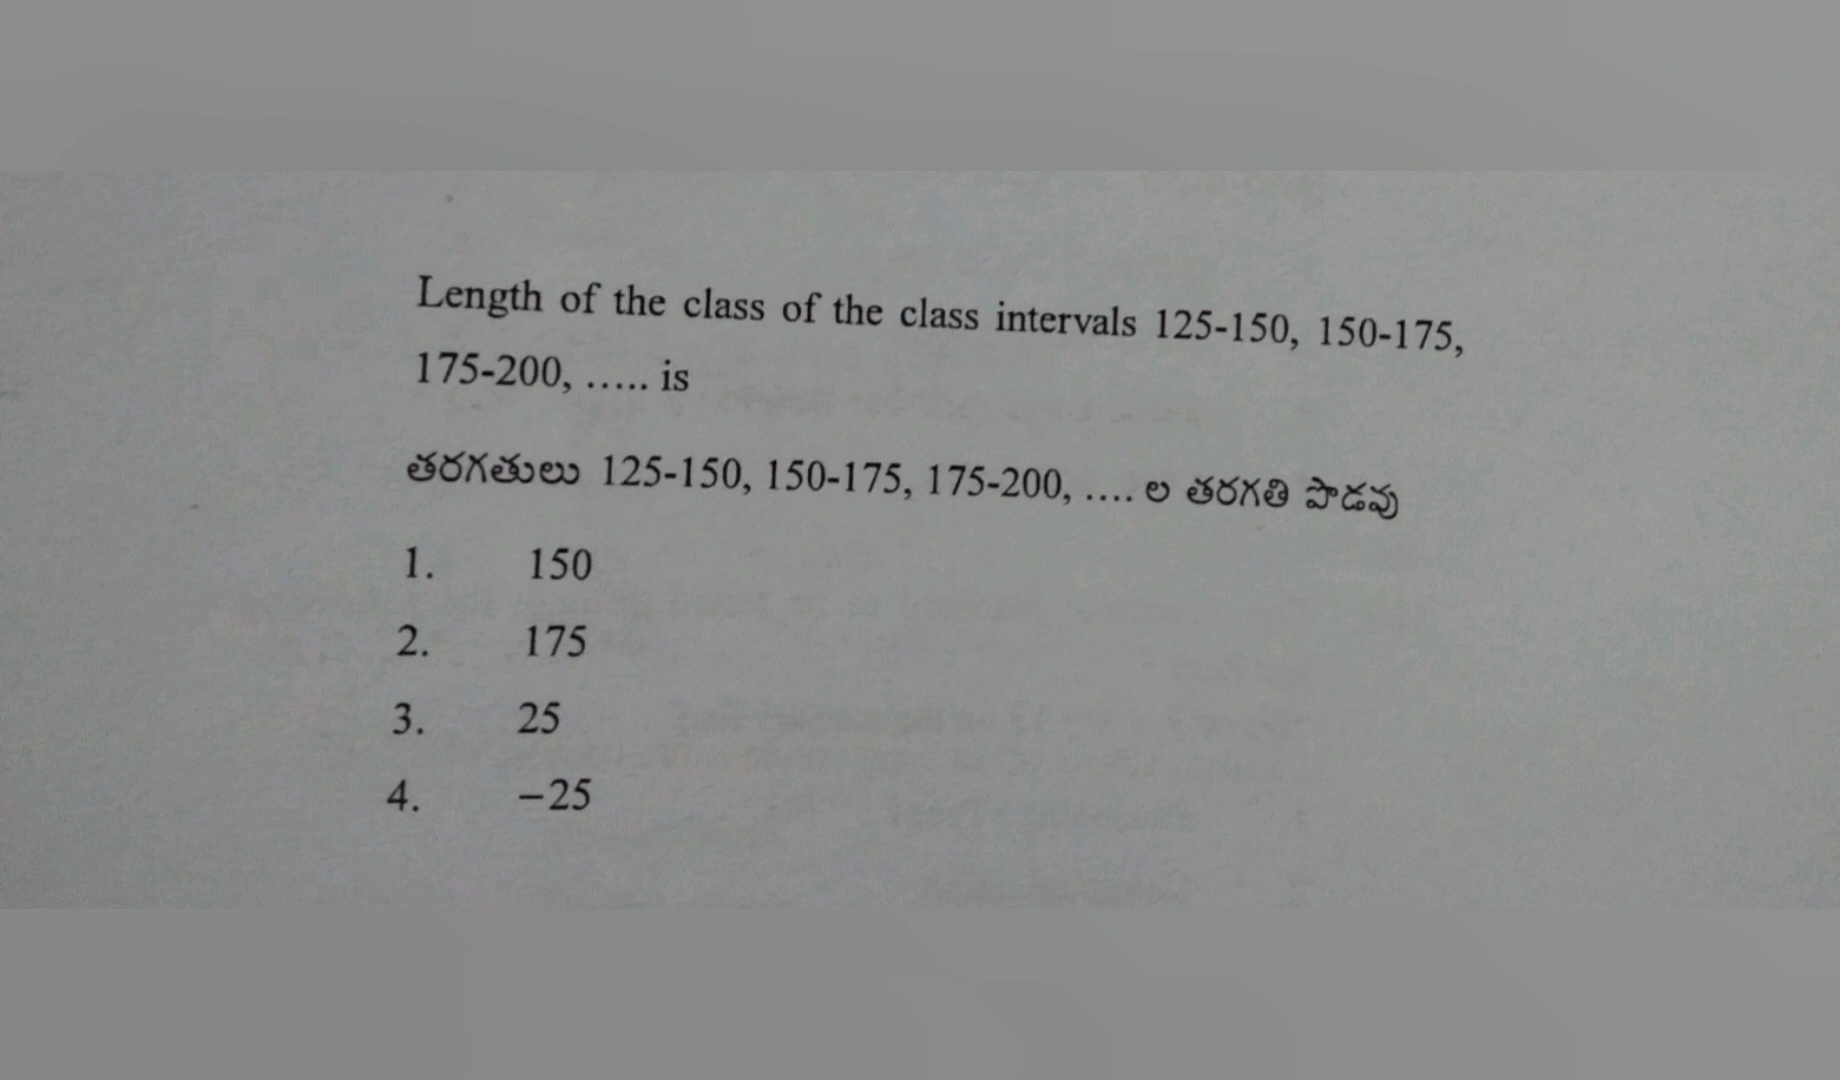 Length of the class of the class intervals 125-150, 150-175,
175-200, ..... is
తరగతులు 125-150, 150-175, 175-200, .... ల తరగతి పొడవు
1. 150
2. 175
3. 25
4. –25